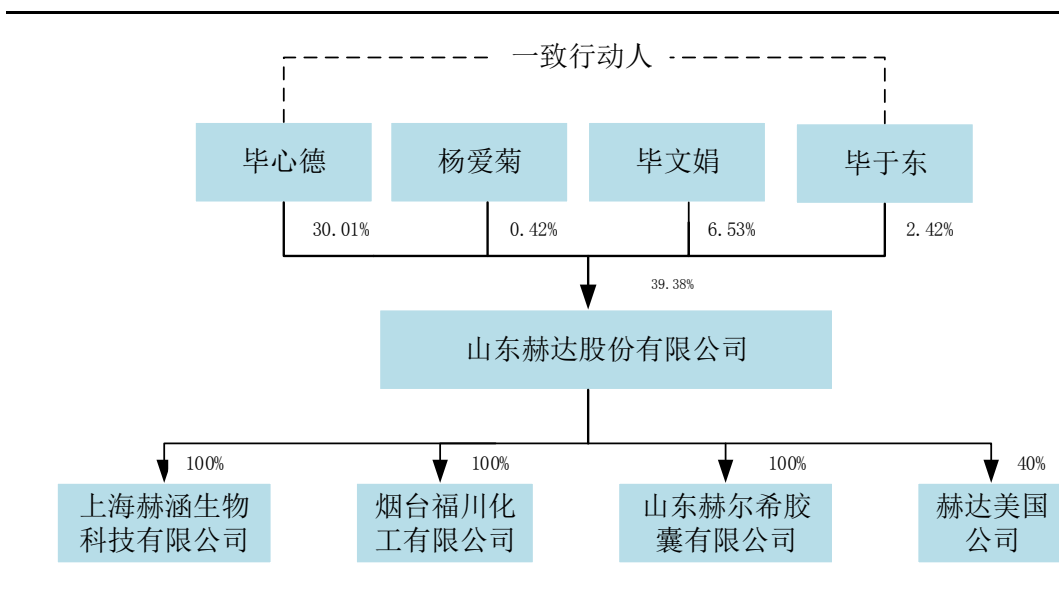 一致行动人
毕心德
杨爱菊
毕文娟
毕于东
30.01%
0.42%
6.53%
2.42%
39.38%
山东赫达股份有限公司
100%
100%
100%
40%
上海赫涵生物
科技有限公司
烟台福川化
工有限公司
山东赫尔希胶
囊有限公司
赫达美国
公司